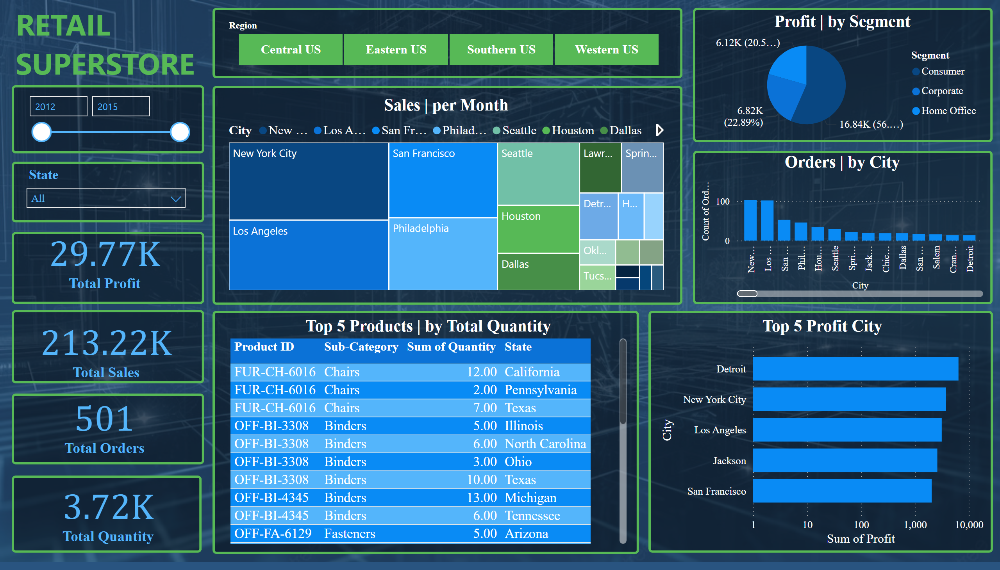 RETAIL
SUPERSTORE
2012
2015
State
All
29.77K
Total Profit
213.22K
Total Sales
501
Total Orders
3.72K
Total Quantity
Region
Central US
Eastern US
Southern US
Western US
Sales | per Month
City New … Los A… San Fr… Philad… Seattle Houston Dallas
New York City
Los Angeles
San Francisco
Philadelphia
Seattle
Houston
Dallas
Lawr…
Sprin…
Detr…
H…
Okl…
Tucs…
Profit | by Segment
6.12K (20.5…)
6.82K
(22.89%)
16.84K (56.…)
Segment
Consumer
Corporate
Home Office
Orders | by City
Count of Ord…
100
0
New…
Los …
San …
Phil…
Hou…
Seattle
Spri…
Jack…
Chic…
Dallas
San …
Salem
Cran…
Detroit
City
Top 5 Products | by Total Quantity
Product ID Sub-Category Sum of Quantity State
FUR-CH-6016 Chairs 12.00 California
FUR-CH-6016 Chairs 2.00 Pennsylvania
FUR-CH-6016 Chairs 7.00 Texas
OFF-BI-3308 Binders 5.00 Illinois
OFF-BI-3308 Binders 6.00 North Carolina
OFF-BI-3308 Binders 3.00 Ohio
OFF-BI-3308 Binders 10.00 Texas
OFF-BI-4345 Binders 13.00 Michigan
OFF-BI-4345 Binders 6.00 Tennessee
OFF-FA-6129 Fasteners 5.00 Arizona
Top 5 Profit City
City
Detroit
New York City
Los Angeles
Jackson
San Francisco
1 10 100 1,000 10,000
Sum of Profit